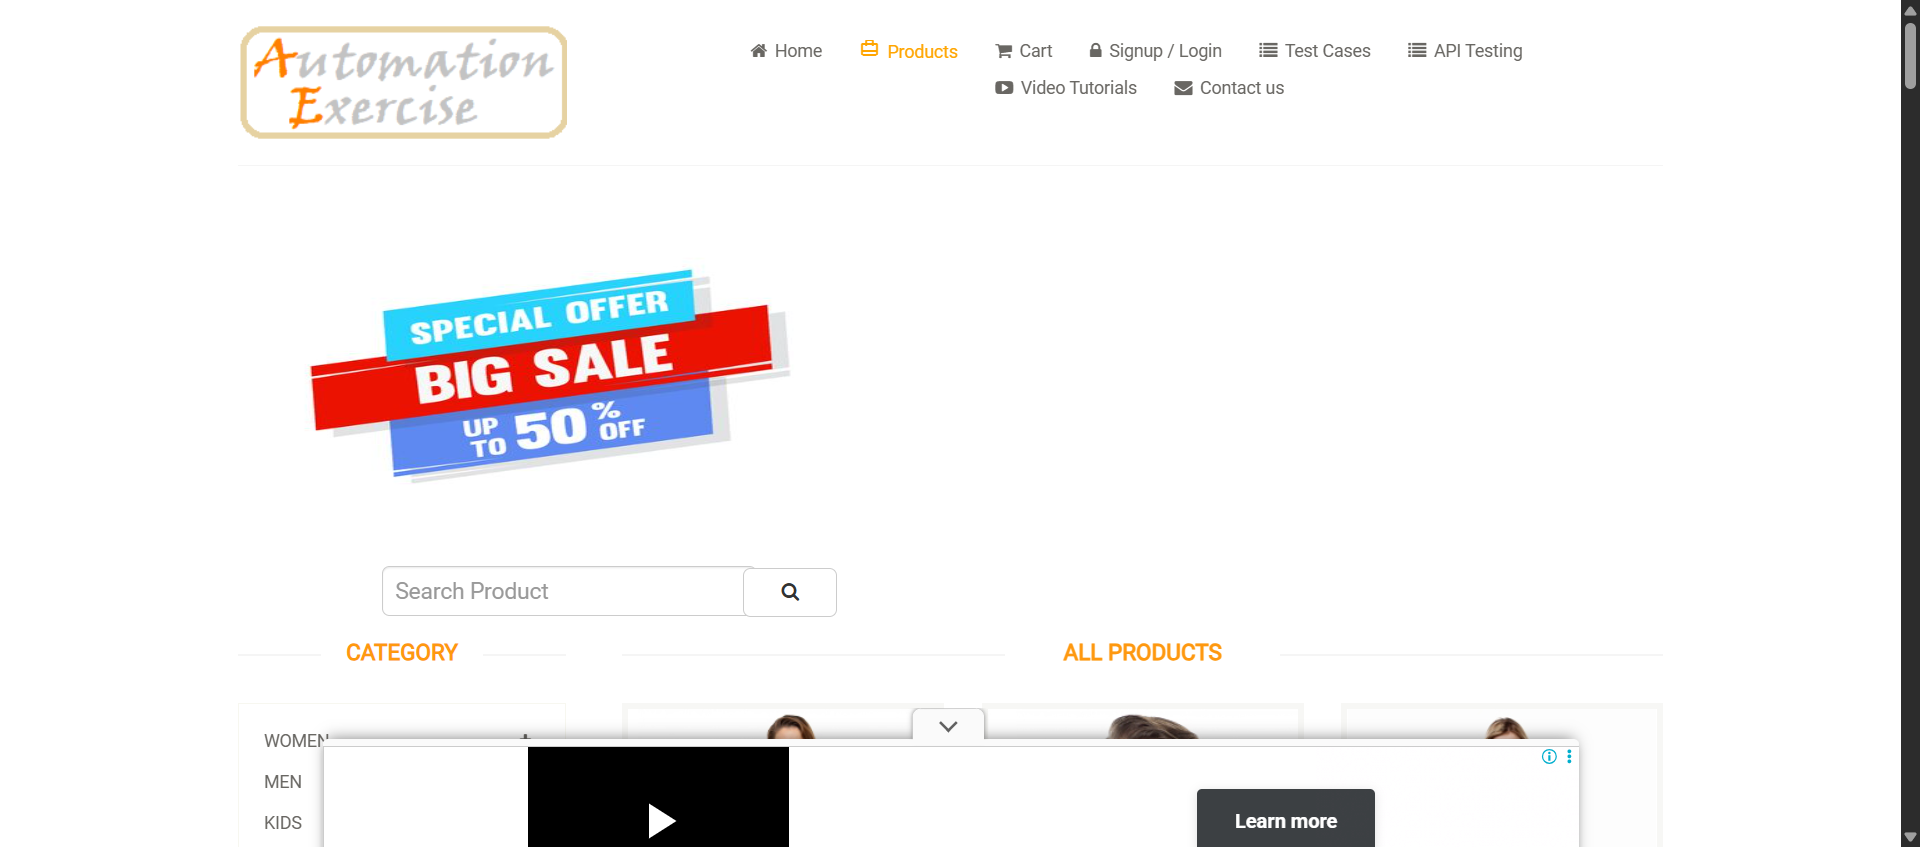 Automation
Exercise
Home Products Cart Signup / Login Test Cases API Testing
Video Tutorials Contact us
SPECIAL OFFER
BIG SALE
UP TO 50% OFF
Search Product
CATEGORY
ALL PRODUCTS
WOMEN
MEN
KIDS
Learn more